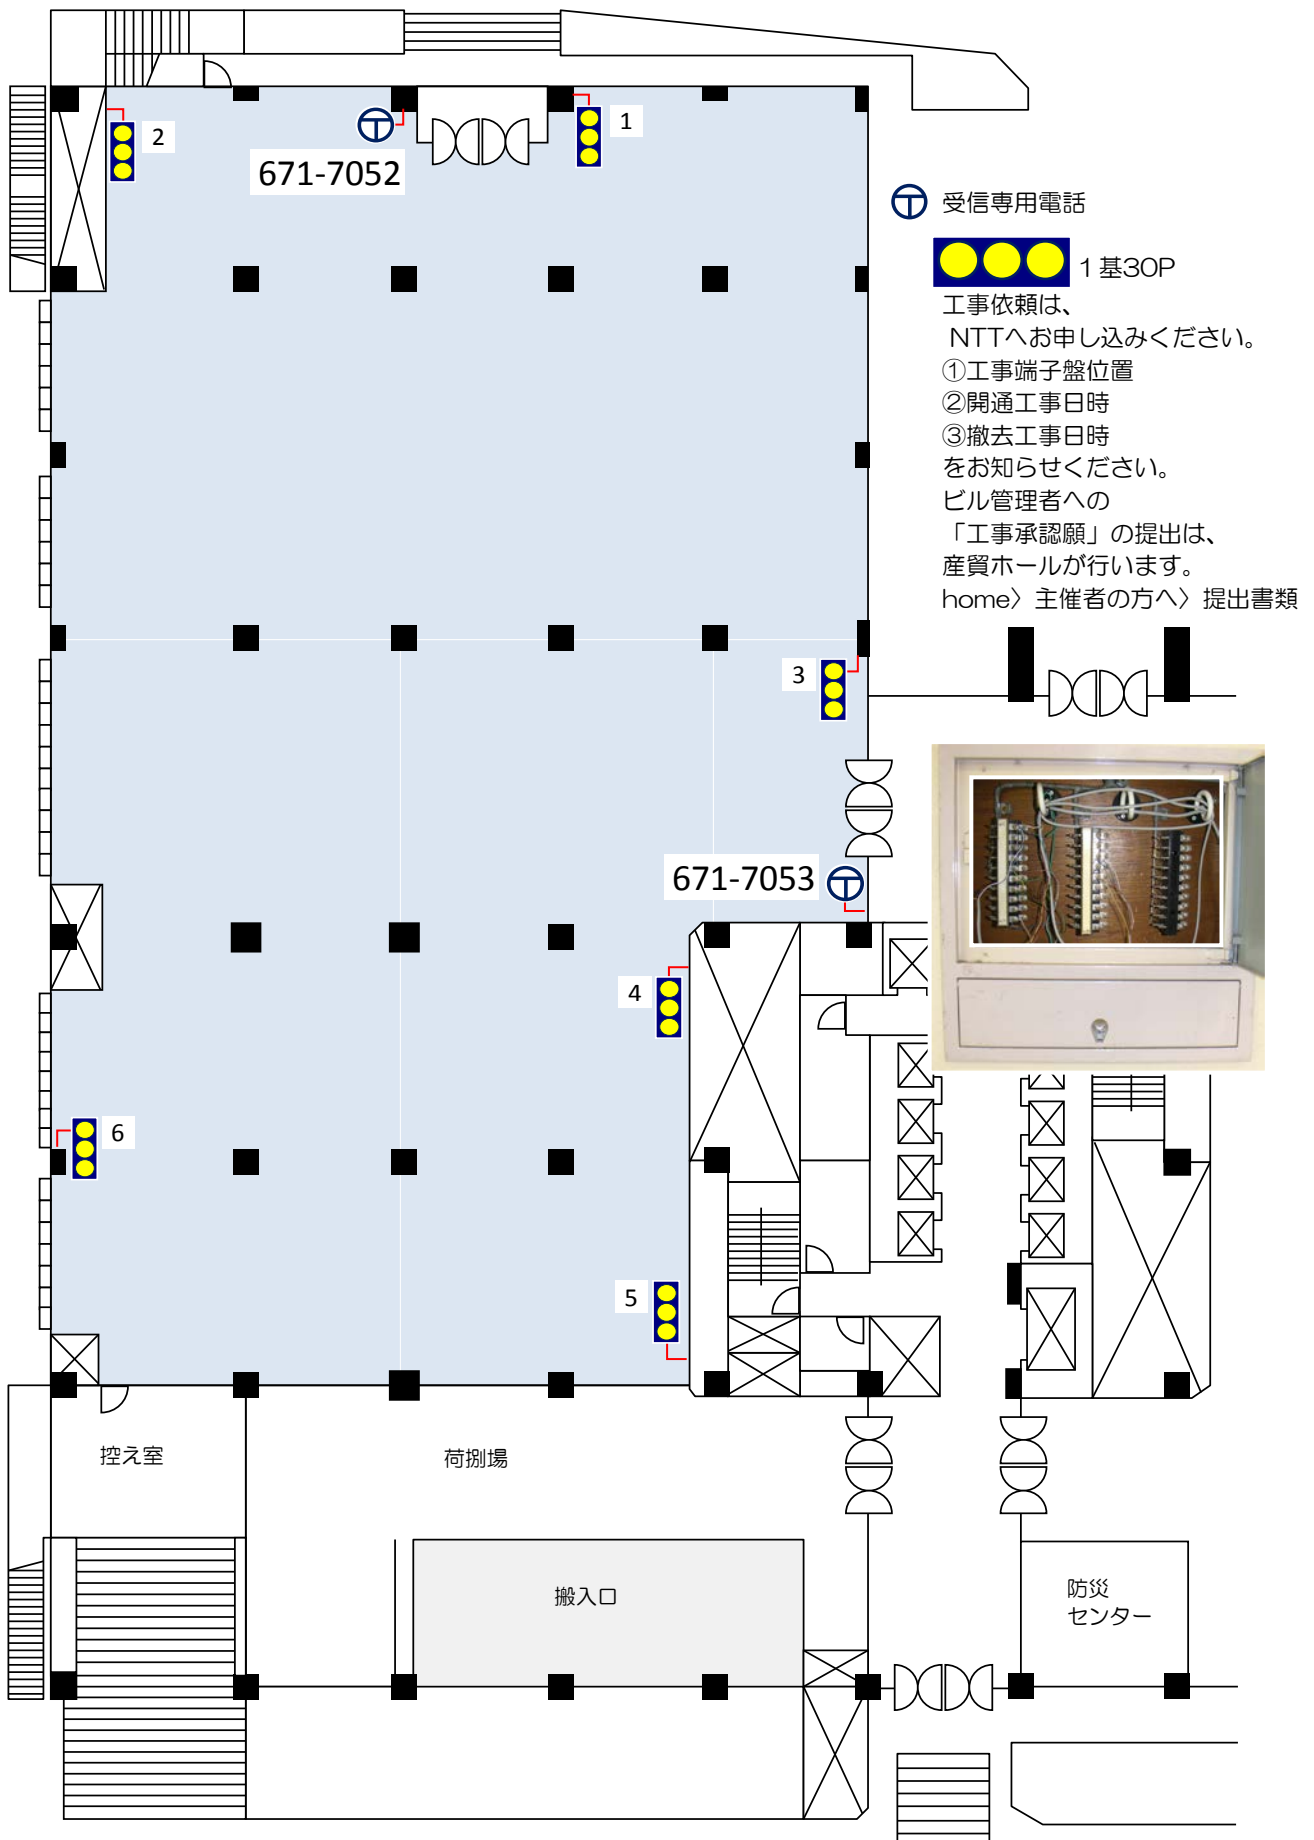 1
2
671-7052
受信専用電話
1基30P
工事依頼は、
NTTへお申し込みください。
①工事端子盤位置
②開通工事日時
③撤去工事日時
をお知らせください。
ビル管理者への
「工事承認願」の提出は、
産貿ホールが行います。
home〉主催者の方へ〉提出書類
3
671-7053
4
6
5
控え室
荷捌場
搬入口
防災
センター